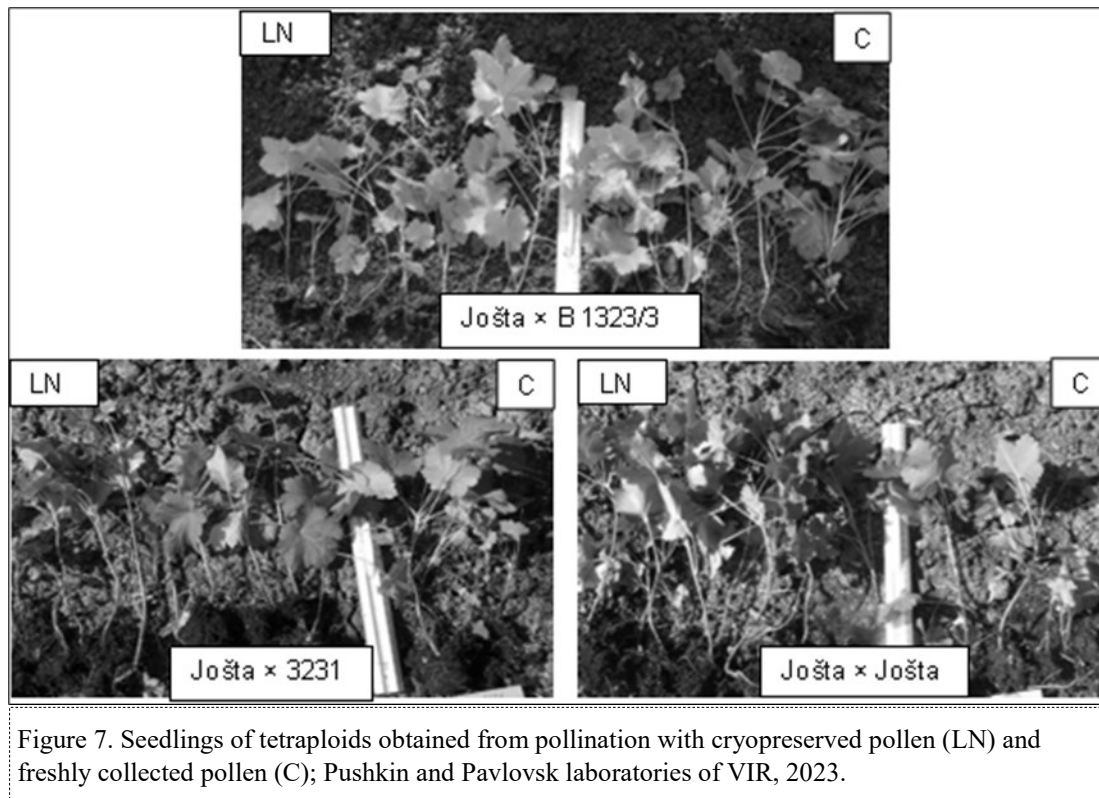 LN
C
Jošta × B 1323/3
LN
C
Jošta × 3231
LN
C
Jošta × Jošta
Figure 7. Seedlings of tetraploids obtained from pollination with cryopreserved pollen (LN) and
freshly collected pollen (C); Pushkin and Pavlovsk laboratories of VIR, 2023.